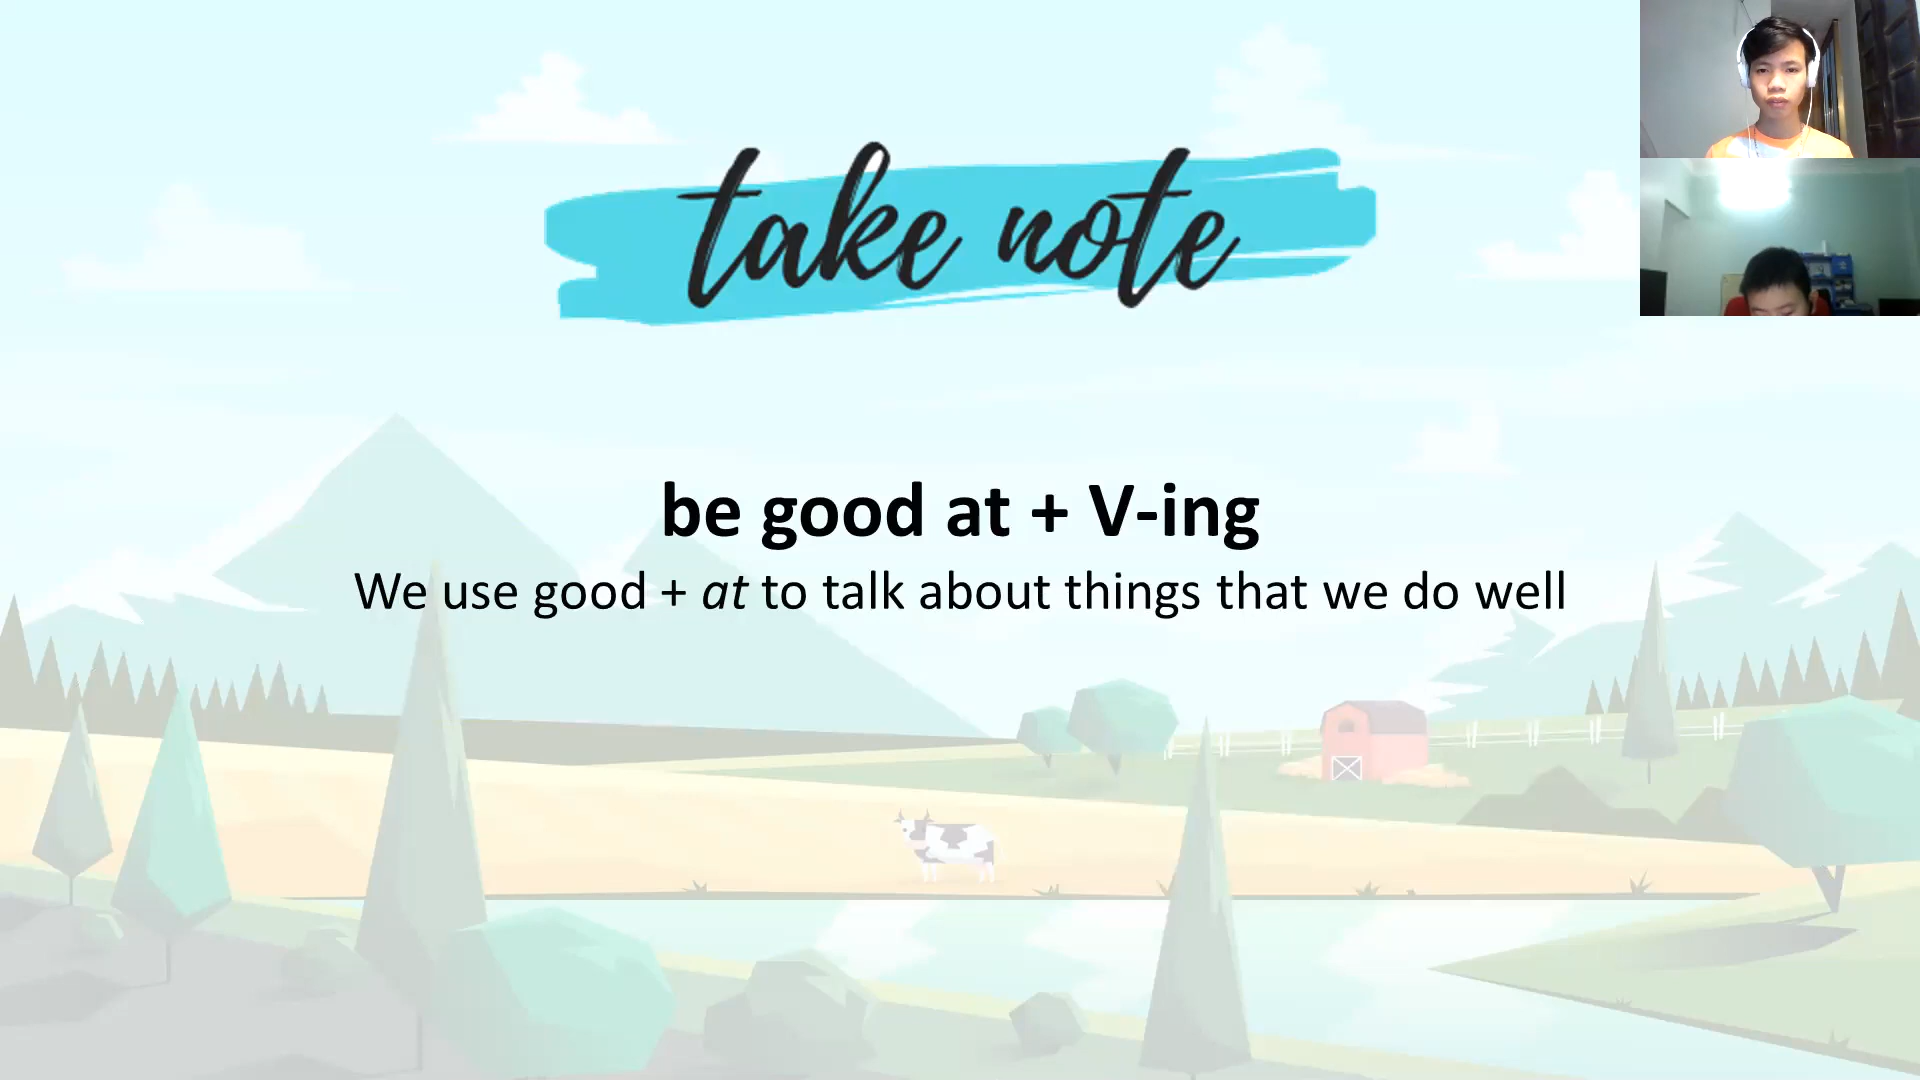 take note
be good at + V-ing
We use good + at to talk about things that we do well